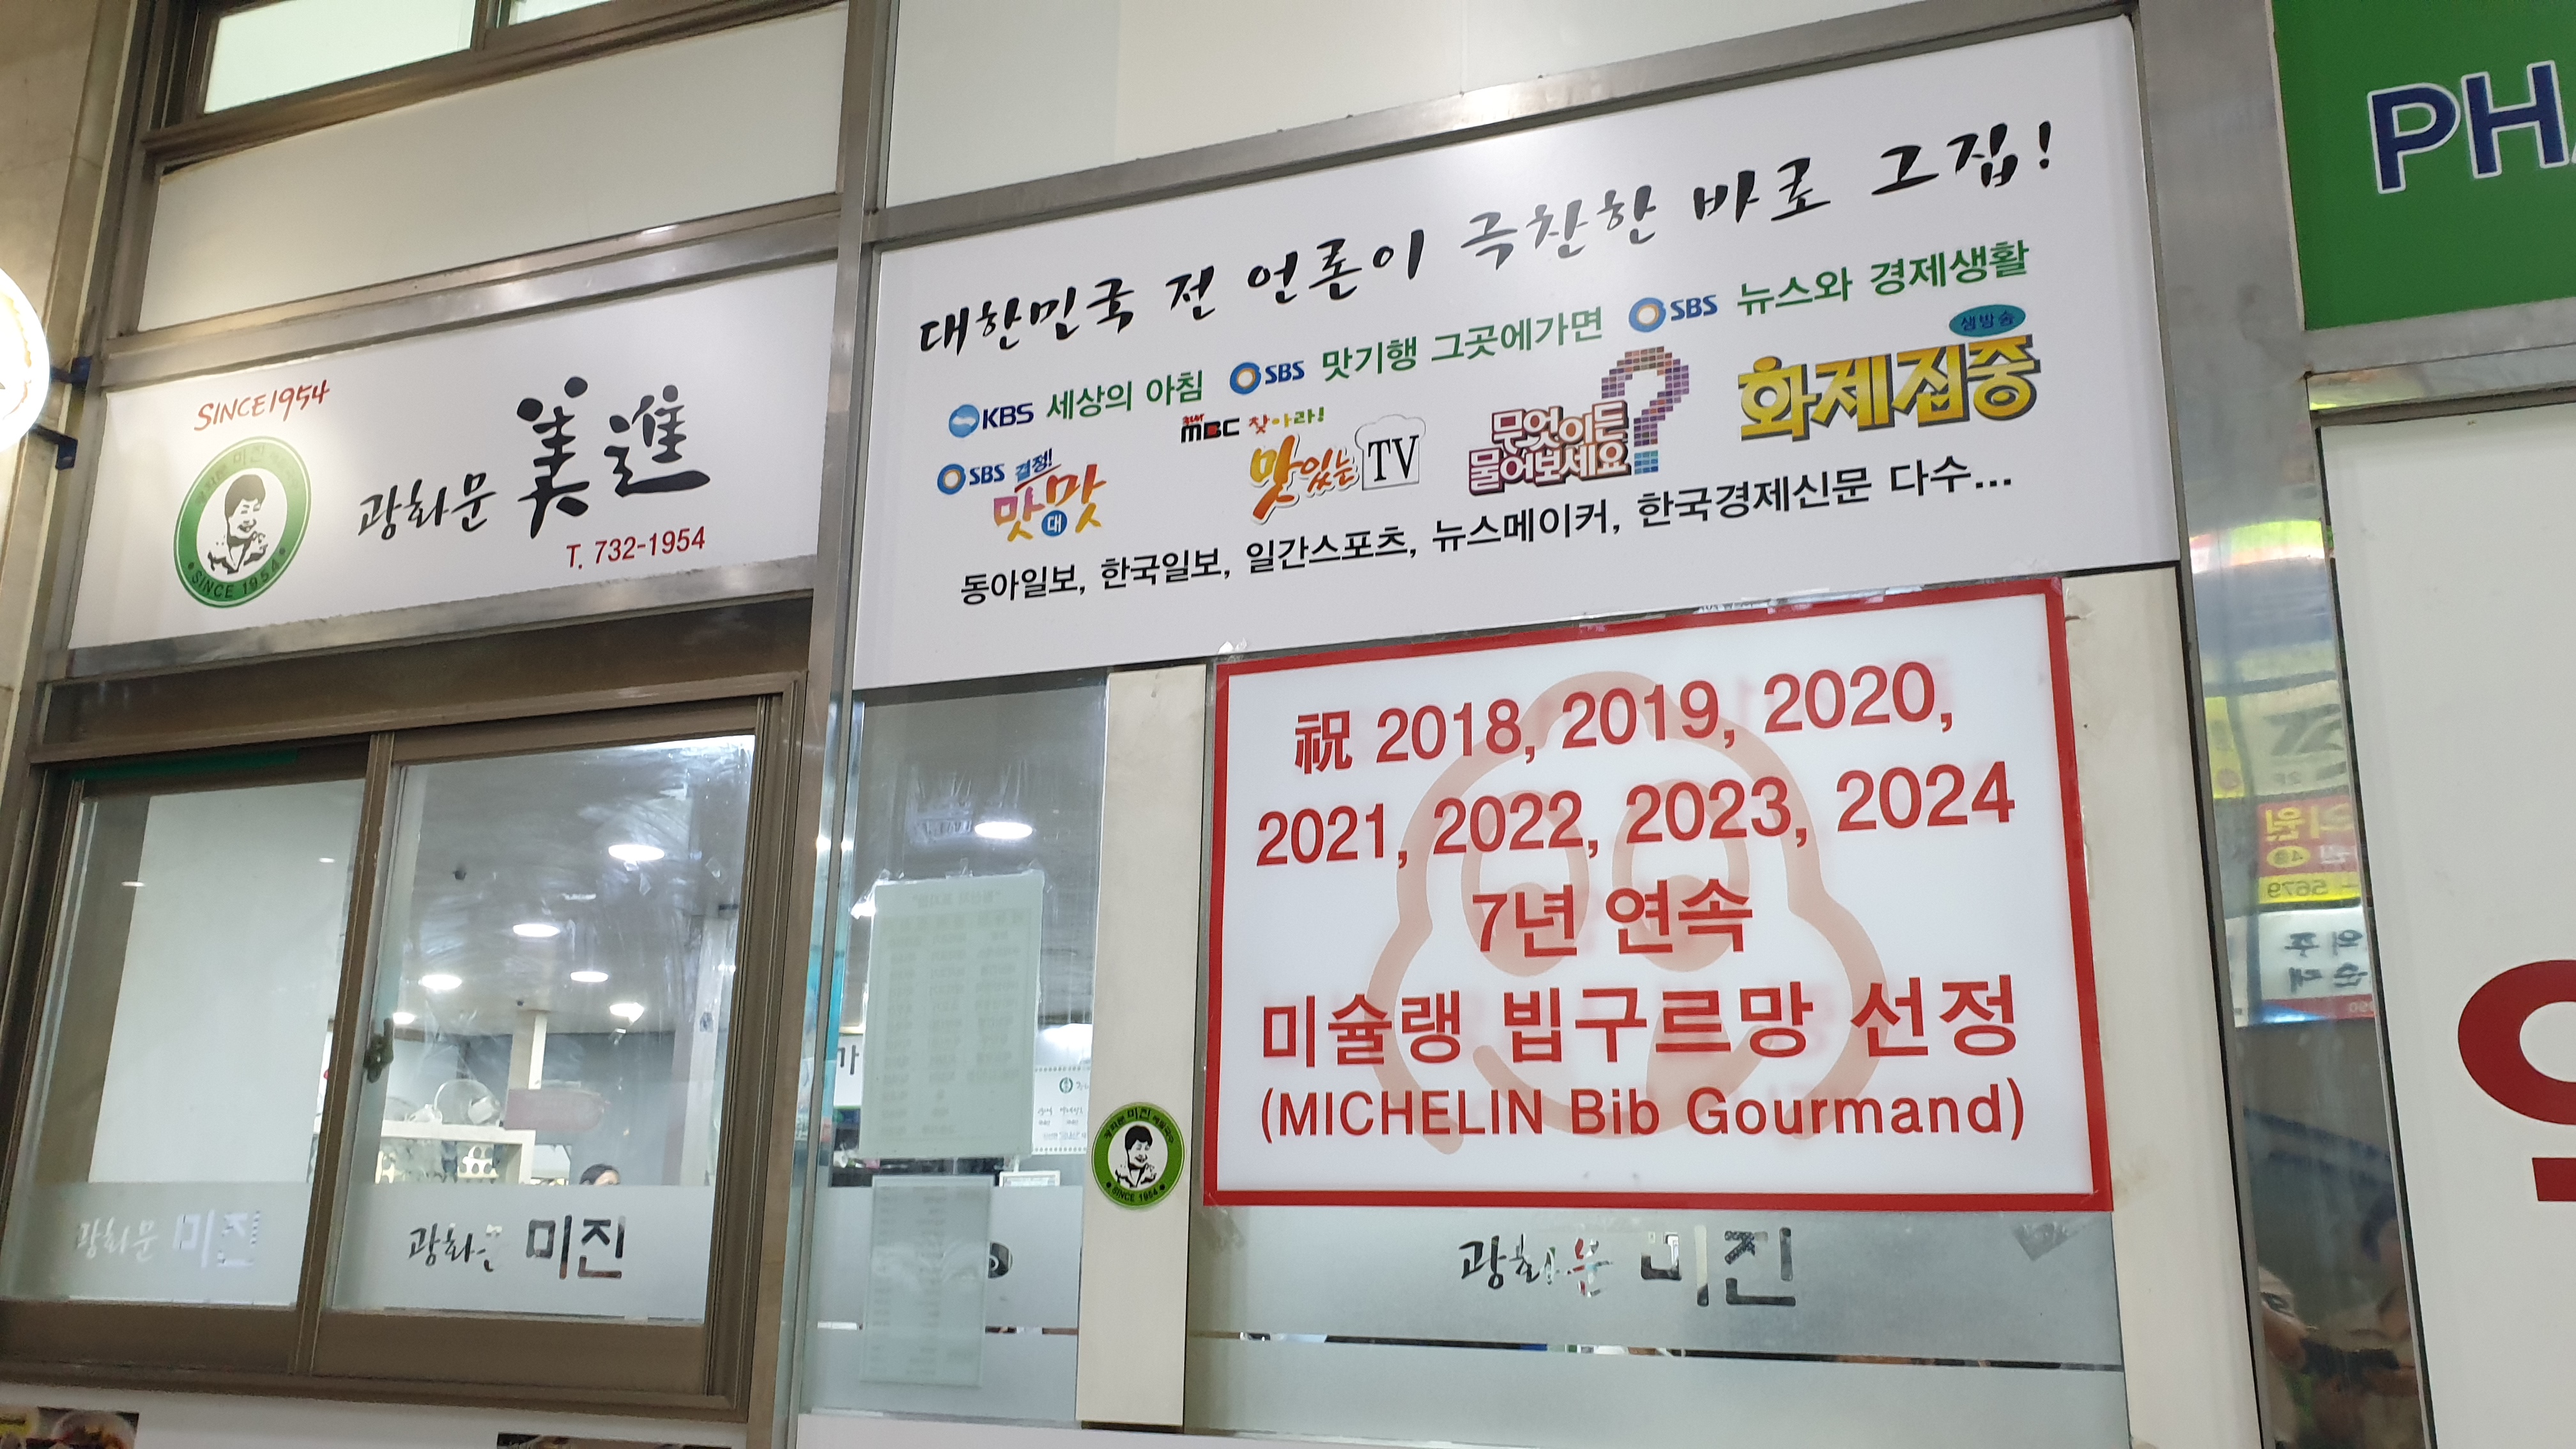 SINCE1954
광화문 美進
T. 732-1954
SINCE 1954
대한민국 전 언론이 극찬한 바로 그집!
KBS 세상의 아침 SBS 맛기행 그곳에가면 SBS 뉴스와 경제생활
SBS 결정! 맛대맛
MBC 찾아라! 맛있는 TV
무엇이든 물어보세요
생방송 화제집중
동아일보, 한국일보, 일간스포츠, 뉴스메이커, 한국경제신문 다수...
祝 2018, 2019, 2020,
2021, 2022, 2023, 2024
7년 연속
미슐랭 빕구르망 선정
(MICHELIN Bib Gourmand)
SINCE 1954
광화문 미진
광화문 미진
광화문 미진
PH